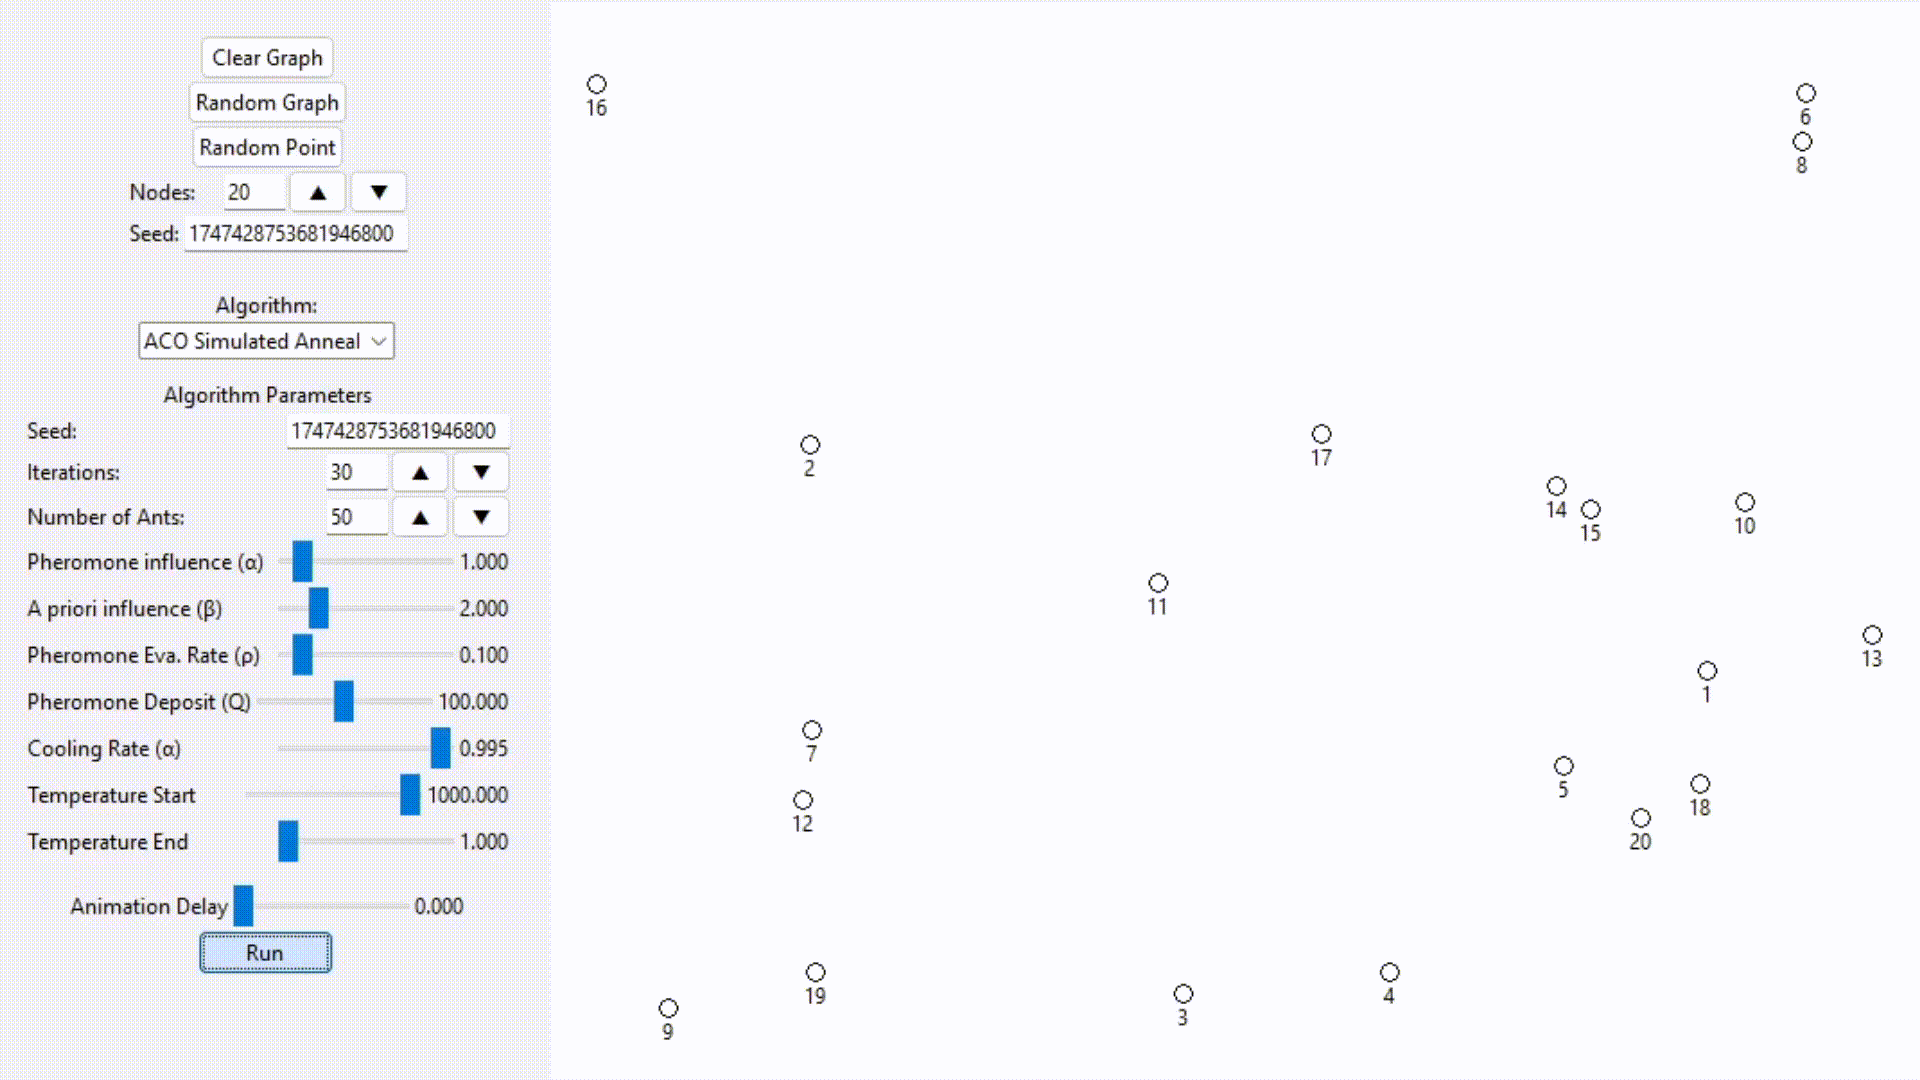 Clear Graph
Random Graph
Random Point
Nodes: 20 ▲ ▼
Seed: 1747428753681946800
Algorithm:
ACO Simulated Anneal
Algorithm Parameters
Seed: 1747428753681946800
Iterations: 30 ▲ ▼
Number of Ants: 50 ▲ ▼
Pheromone influence (α) 1.000
A priori influence (β) 2.000
Pheromone Eva. Rate (ρ) 0.100
Pheromone Deposit (Q) 100.000
Cooling Rate (α) 0.995
Temperature Start 1000.000
Temperature End 1.000
Animation Delay 0.000
Run
16
6
8
2
17
14
15
10
11
13
1
7
5
18
12
20
19
4
3
9